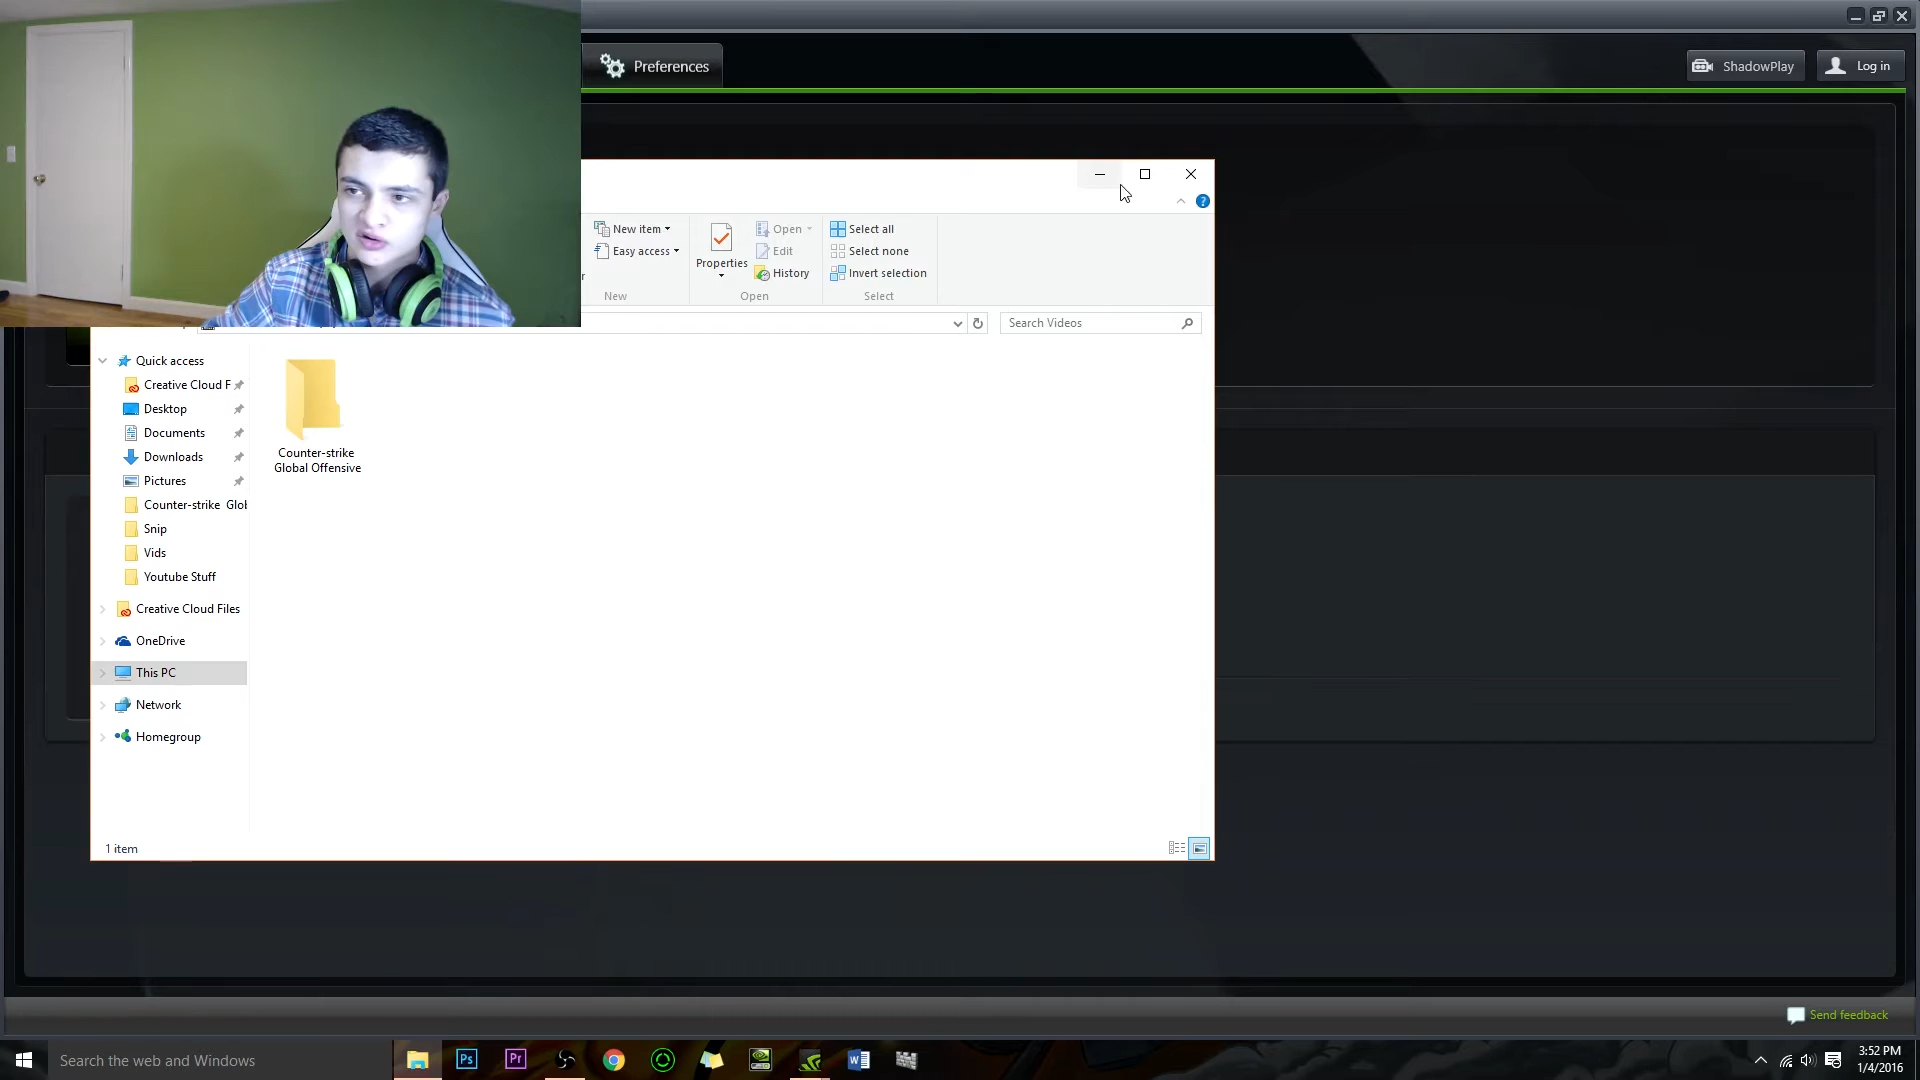 Preferences
ShadowPlay
Log in
New item
Easy access
New
Properties
Open
Edit
History
Open
Select all
Select none
Invert selection
Select
Search Videos
Quick access
Creative Cloud F
Desktop
Documents
Downloads
Pictures
Counter-strike Glob
Snip
Vids
Youtube Stuff
Creative Cloud Files
OneDrive
This PC
Network
Homegroup
Counter-strike
Global Offensive
1 item
Send feedback
Search the web and Windows
Ps
Pr
3:52 PM
1/4/2016